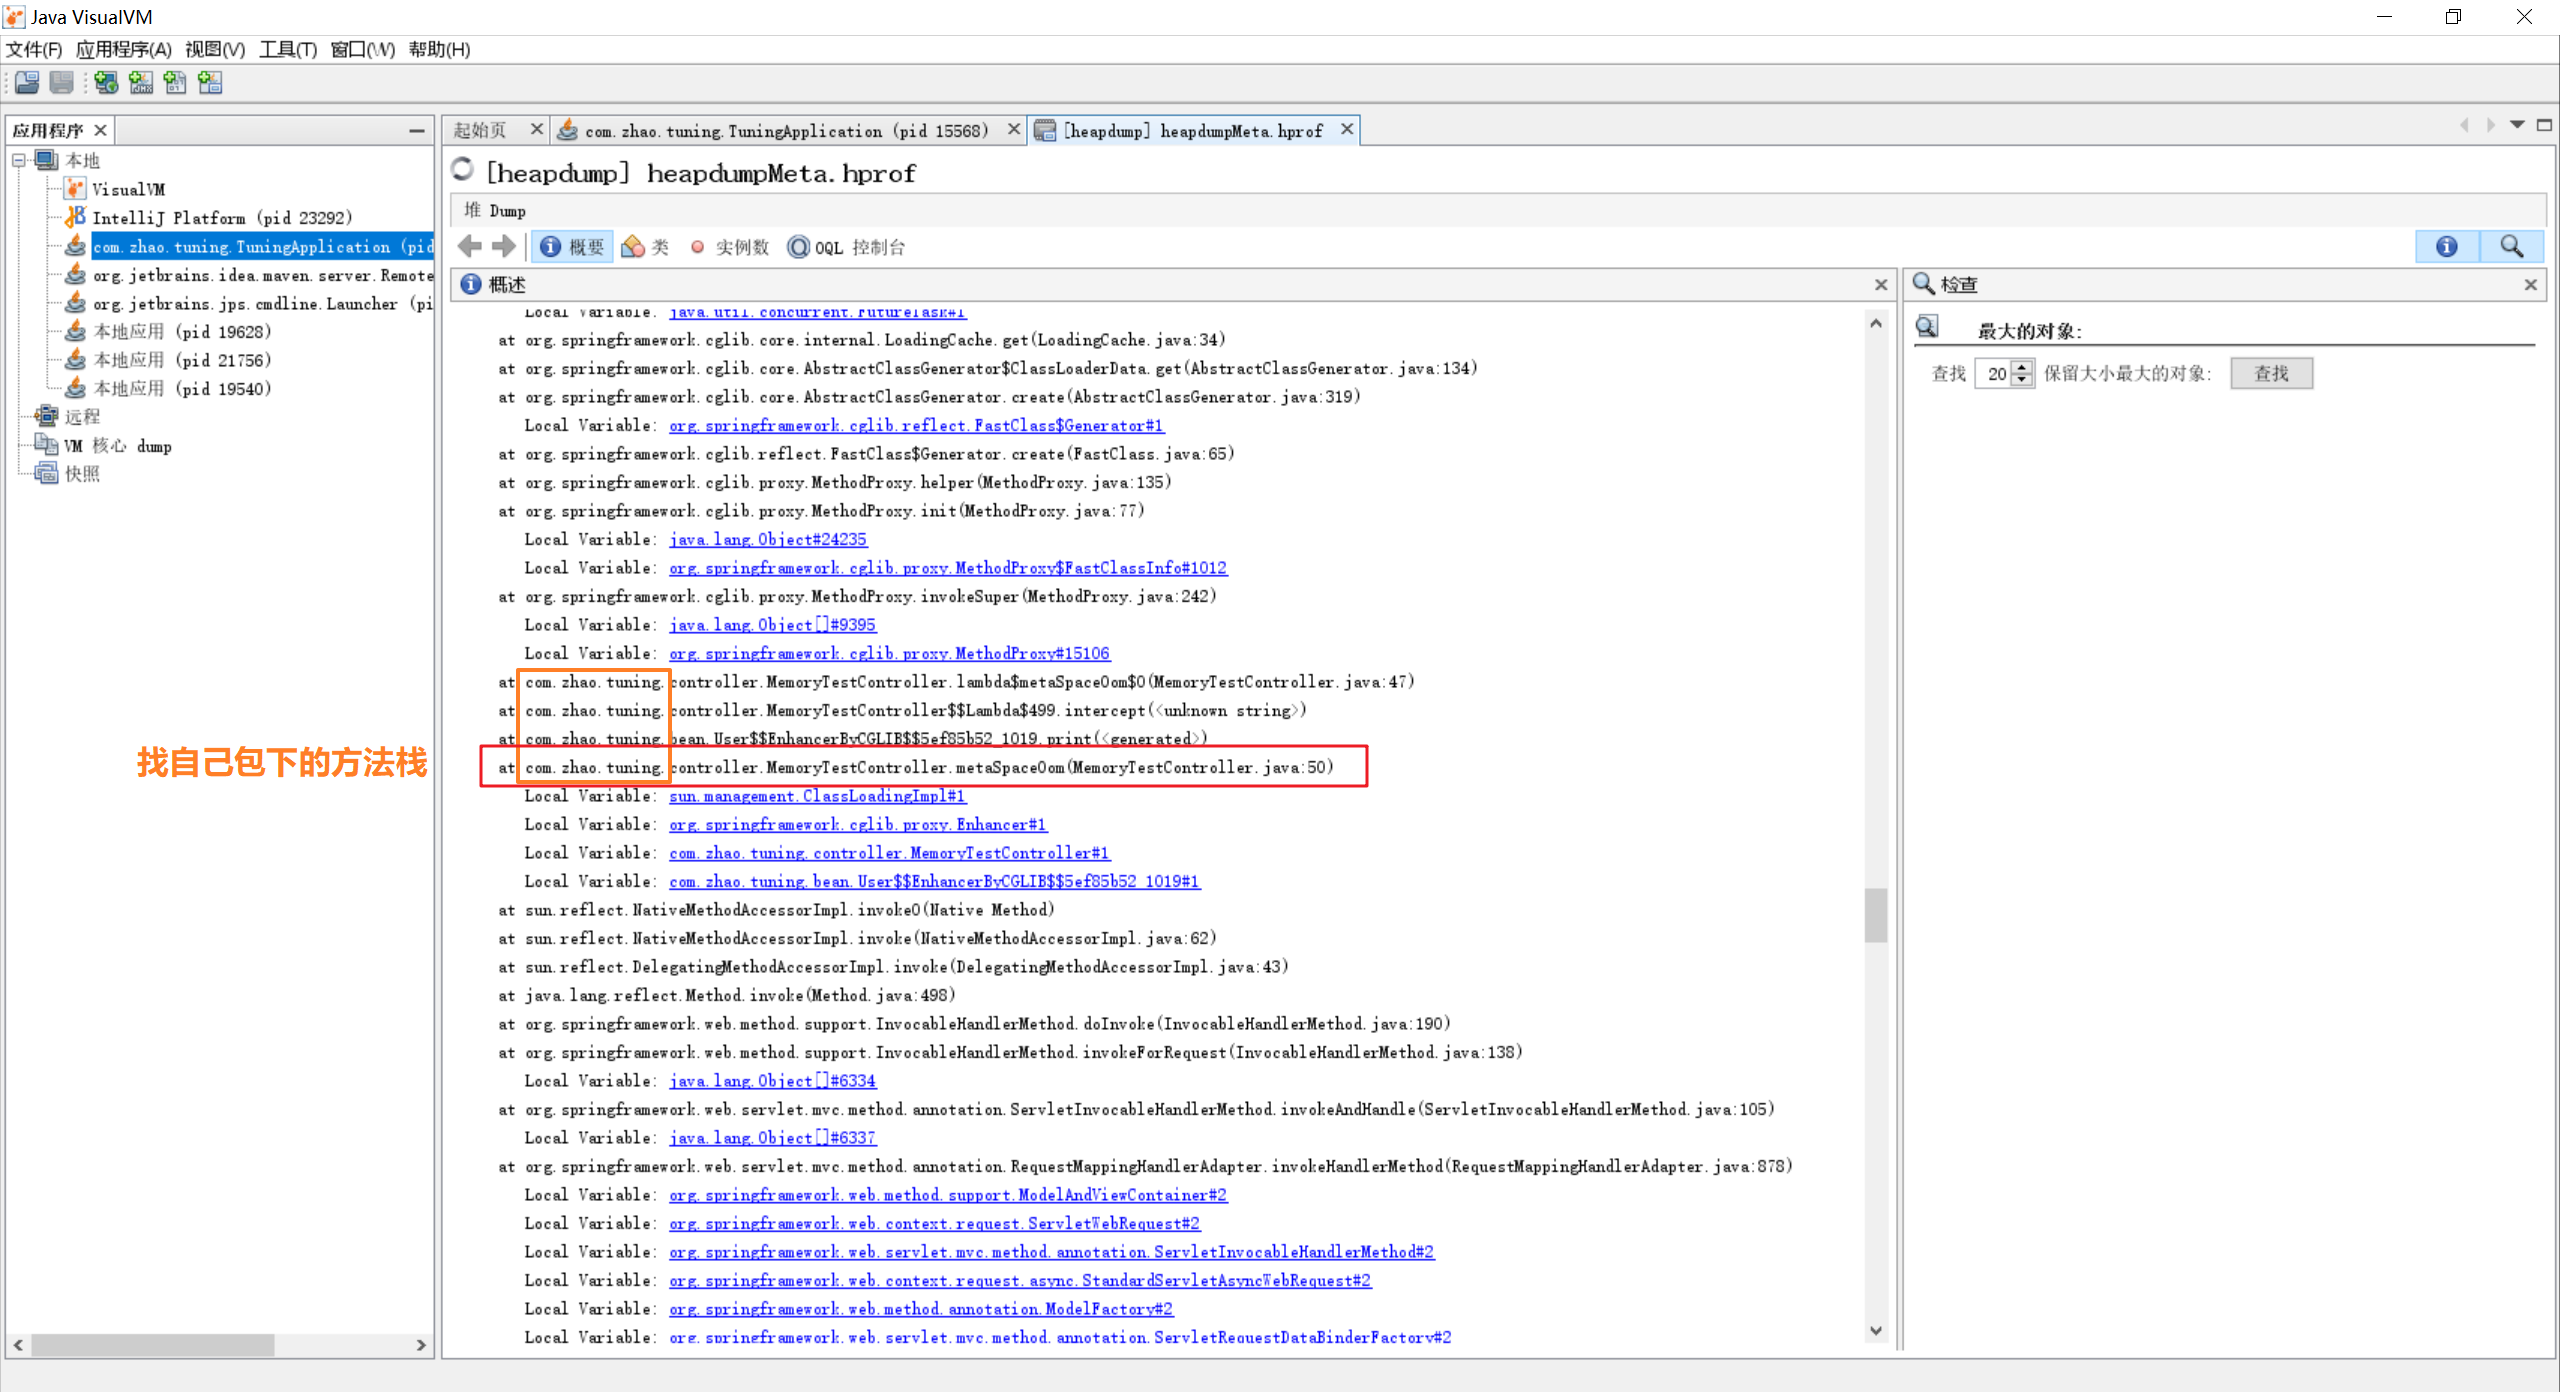 Java VisualVM
文件(F) 应用程序(A) 视图(V) 工具(T) 窗口(W) 帮助(H)
应用程序
本地
VisualVM
IntelliJ Platform (pid 23292)
com.zhao.tuning.TuningApplication (pid
org.jetbrains.idea.maven.server.Remote
org.jetbrains.jps.cmdline.Launcher (pi
本地应用 (pid 19628)
本地应用 (pid 21756)
本地应用 (pid 19540)
远程
VM 核心 dump
快照
找自己包下的方法栈
起始页 com.zhao.tuning.TuningApplication (pid 15568) [heapdump] heapdumpMeta.hprof
[heapdump] heapdumpMeta.hprof
堆 Dump
概要 类 实例数 OQL 控制台
概述
Local Variable: java.util.concurrent.FutureTask#1
at org.springframework.cglib.core.internal.LoadingCache.get(LoadingCache.java:34)
at org.springframework.cglib.core.AbstractClassGenerator$ClassLoaderData.get(AbstractClassGenerator.java:134)
at org.springframework.cglib.core.AbstractClassGenerator.create(AbstractClassGenerator.java:319)
Local Variable: org.springframework.cglib.reflect.FastClass$Generator#1
at org.springframework.cglib.reflect.FastClass$Generator.create(FastClass.java:65)
at org.springframework.cglib.proxy.MethodProxy.helper(MethodProxy.java:135)
at org.springframework.cglib.proxy.MethodProxy.init(MethodProxy.java:77)
Local Variable: java.lang.Object#24235
Local Variable: org.springframework.cglib.proxy.MethodProxy$FastClassInfo#1012
at org.springframework.cglib.proxy.MethodProxy.invokeSuper(MethodProxy.java:242)
Local Variable: java.lang.Object[]#9395
Local Variable: org.springframework.cglib.proxy.MethodProxy#15106
at com.zhao.tuning.controller.MemoryTestController.lambda$metaSpaceOom$0(MemoryTestController.java:47)
at com.zhao.tuning.controller.MemoryTestController$$Lambda$499.intercept(<unknown string>)
at com.zhao.tuning.bean.User$$EnhancerByCGLIB$$5ef85b52_1019.print(<generated>)
at com.zhao.tuning.controller.MemoryTestController.metaSpaceOom(MemoryTestController.java:50)
Local Variable: sun.management.ClassLoadingImpl#1
Local Variable: org.springframework.cglib.proxy.Enhancer#1
Local Variable: com.zhao.tuning.controller.MemoryTestController#1
Local Variable: com.zhao.tuning.bean.User$$EnhancerByCGLIB$$5ef85b52_1019#1
at sun.reflect.NativeMethodAccessorImpl.invoke0(Native Method)
at sun.reflect.NativeMethodAccessorImpl.invoke(NativeMethodAccessorImpl.java:62)
at sun.reflect.DelegatingMethodAccessorImpl.invoke(DelegatingMethodAccessorImpl.java:43)
at java.lang.reflect.Method.invoke(Method.java:498)
at org.springframework.web.method.support.InvocableHandlerMethod.doInvoke(InvocableHandlerMethod.java:190)
at org.springframework.web.method.support.InvocableHandlerMethod.invokeForRequest(InvocableHandlerMethod.java:138)
Local Variable: java.lang.Object[]#6334
at org.springframework.web.servlet.mvc.method.annotation.ServletInvocableHandlerMethod.invokeAndHandle(ServletInvocableHandlerMethod.java:105)
Local Variable: java.lang.Object[]#6337
at org.springframework.web.servlet.mvc.method.annotation.RequestMappingHandlerAdapter.invokeHandlerMethod(RequestMappingHandlerAdapter.java:878)
Local Variable: org.springframework.web.method.support.ModelAndViewContainer#2
Local Variable: org.springframework.web.context.request.ServletWebRequest#2
Local Variable: org.springframework.web.servlet.mvc.method.annotation.ServletInvocableHandlerMethod#2
Local Variable: org.springframework.web.context.request.async.StandardServletAsyncWebRequest#2
Local Variable: org.springframework.web.method.annotation.ModelFactory#2
Local Variable: org.springframework.web.servlet.mvc.method.annotation.ServletRequestDataBinderFactory#2
检查
最大的对象:
查找 20 保留大小最大的对象: 查找